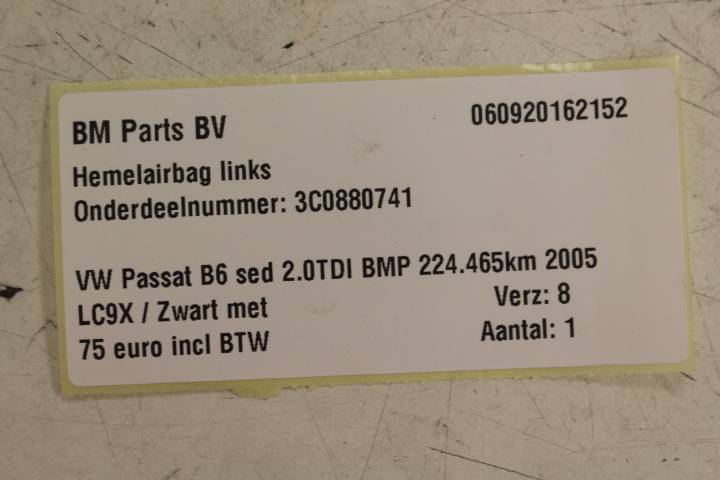 BM Parts BV 060920162152
Hemelairbag links
Onderdeelnummer: 3C0880741
VW Passat B6 sed 2.0TDI BMP 224.465km 2005
LC9X / Zwart met Verz: 8
75 euro incl BTW Aantal: 1